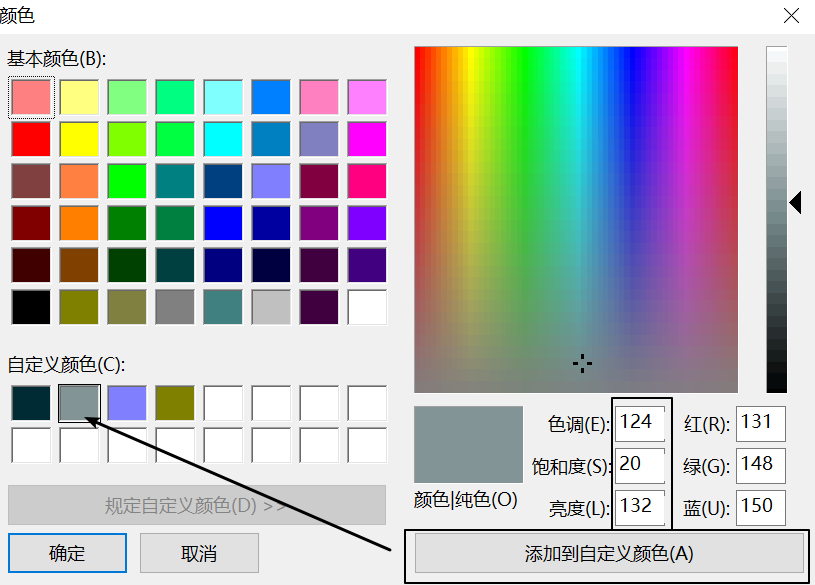 颜色
基本颜色(B):
自定义颜色(C):
规定自定义颜色(D) >>
确定
取消
颜色|纯色(O)
色调(E): 124
饱和度(S): 20
亮度(L): 132
红(R): 131
绿(G): 148
蓝(U): 150
添加到自定义颜色(A)